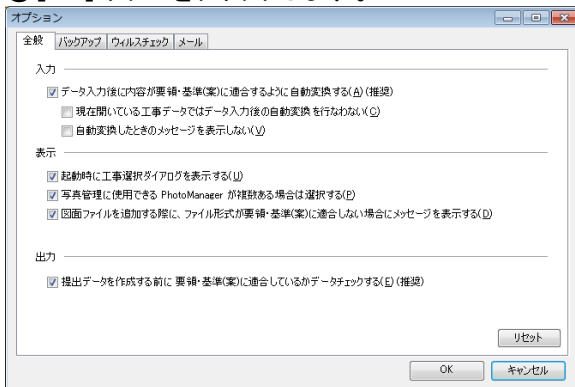 オプション
全般 バックアップ ウィルスチェック メール
入力
データ入力後に内容が要領・基準(案)に適合するように自動変換する(A) (推奨)
現在開いている工事データではデータ入力後の自動変換を行なわない(C)
自動変換したときのメッセージを表示しない(V)
表示
起動時に工事選択ダイアログを表示する(U)
写真管理に使用できる PhotoManager が複数ある場合は選択する(P)
図面ファイルを追加する際に、ファイル形式が要領・基準(案)に適合しない場合にメッセージを表示する(D)
出力
提出データを作成する前に 要領・基準(案)に適合しているかデータチェックする(E) (推奨)
リセット
OK キャンセル